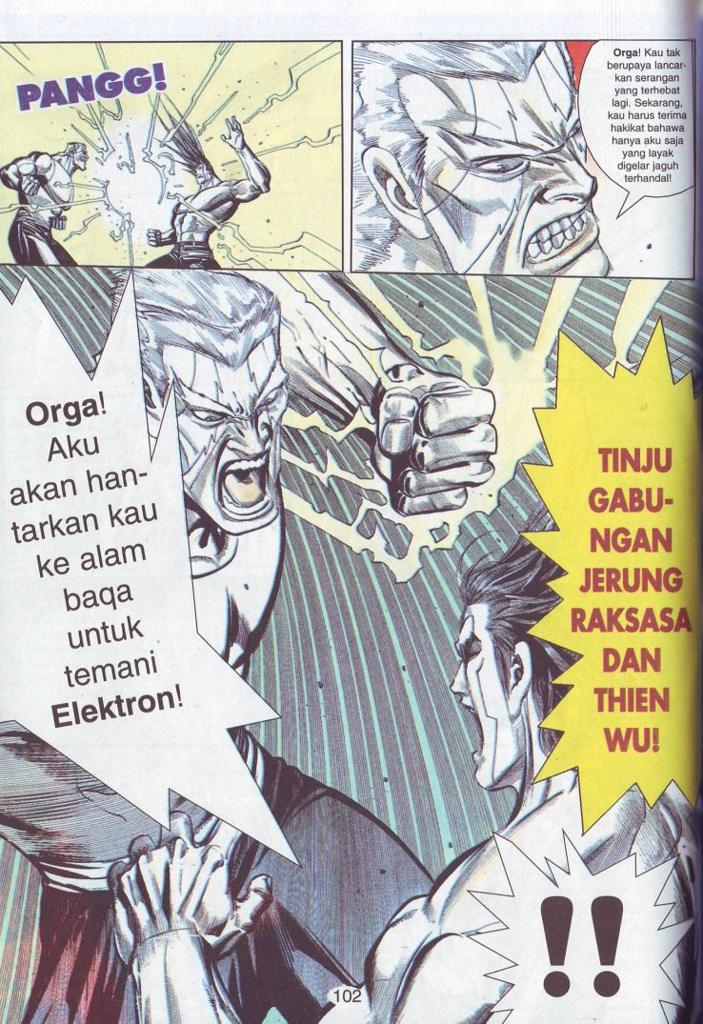 PANGG!
Orga! Kau tak
berupaya lancar-
kan serangan
yang terhebat
lagi. Sekarang,
kau harus terima
hakikat bahawa
hanya aku saja
yang layak
digelar jaguh
terhandal!
Orga!
Aku
akan han-
tarkan kau
ke alam
baqa
untuk
temani
Elektron!
TINJU
GABU-
NGAN
JERUNG
RAKSASA
DAN
THIEN
WU!
!!
102